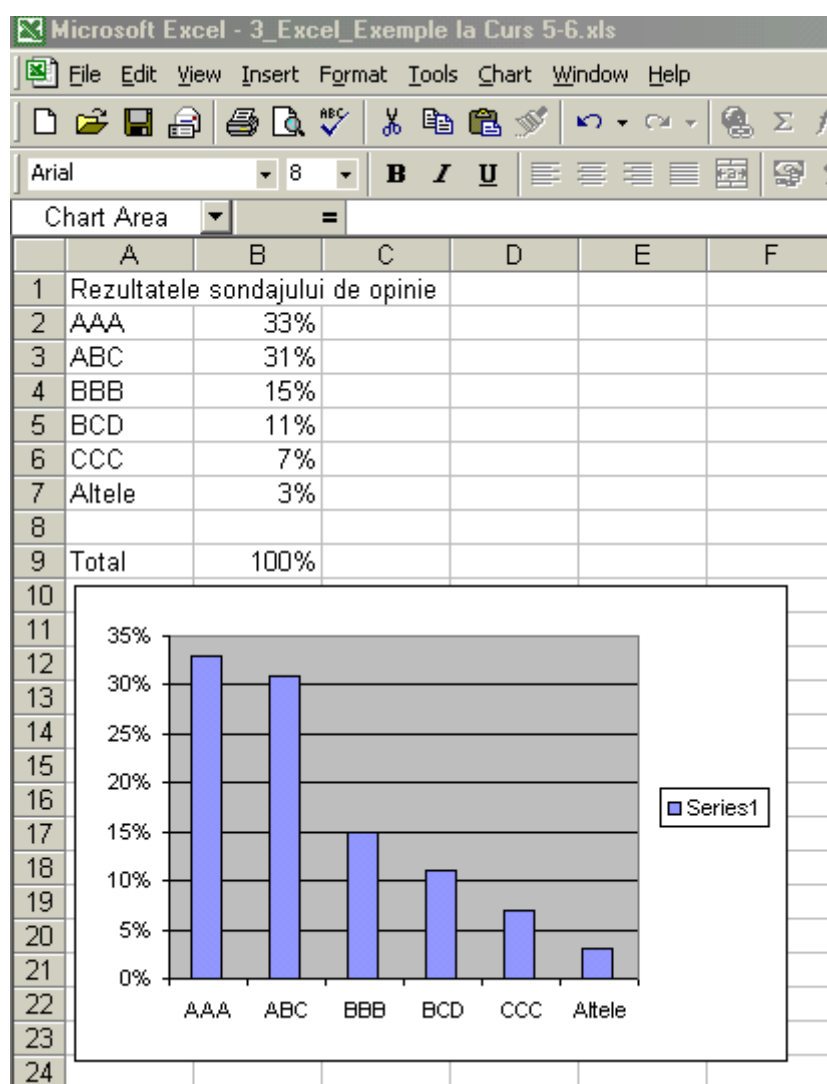 Microsoft Excel - 3_Excel_Exemple la Curs 5-6.xls
File Edit View Insert Format Tools Chart Window Help
ABC
Arial 8 B I U
Chart Area =
A B C D E F
1 Rezultatele sondajului de opinie
2 AAA 33%
3 ABC 31%
4 BBB 15%
5 BCD 11%
6 CCC 7%
7 Altele 3%
8
9 Total 100%
10
11
12
13
14
15
16
17
18
19
20
21
22
23
24
35%
30%
25%
20%
15%
10%
5%
0%
AAA ABC BBB BCD CCC Altele
Series1